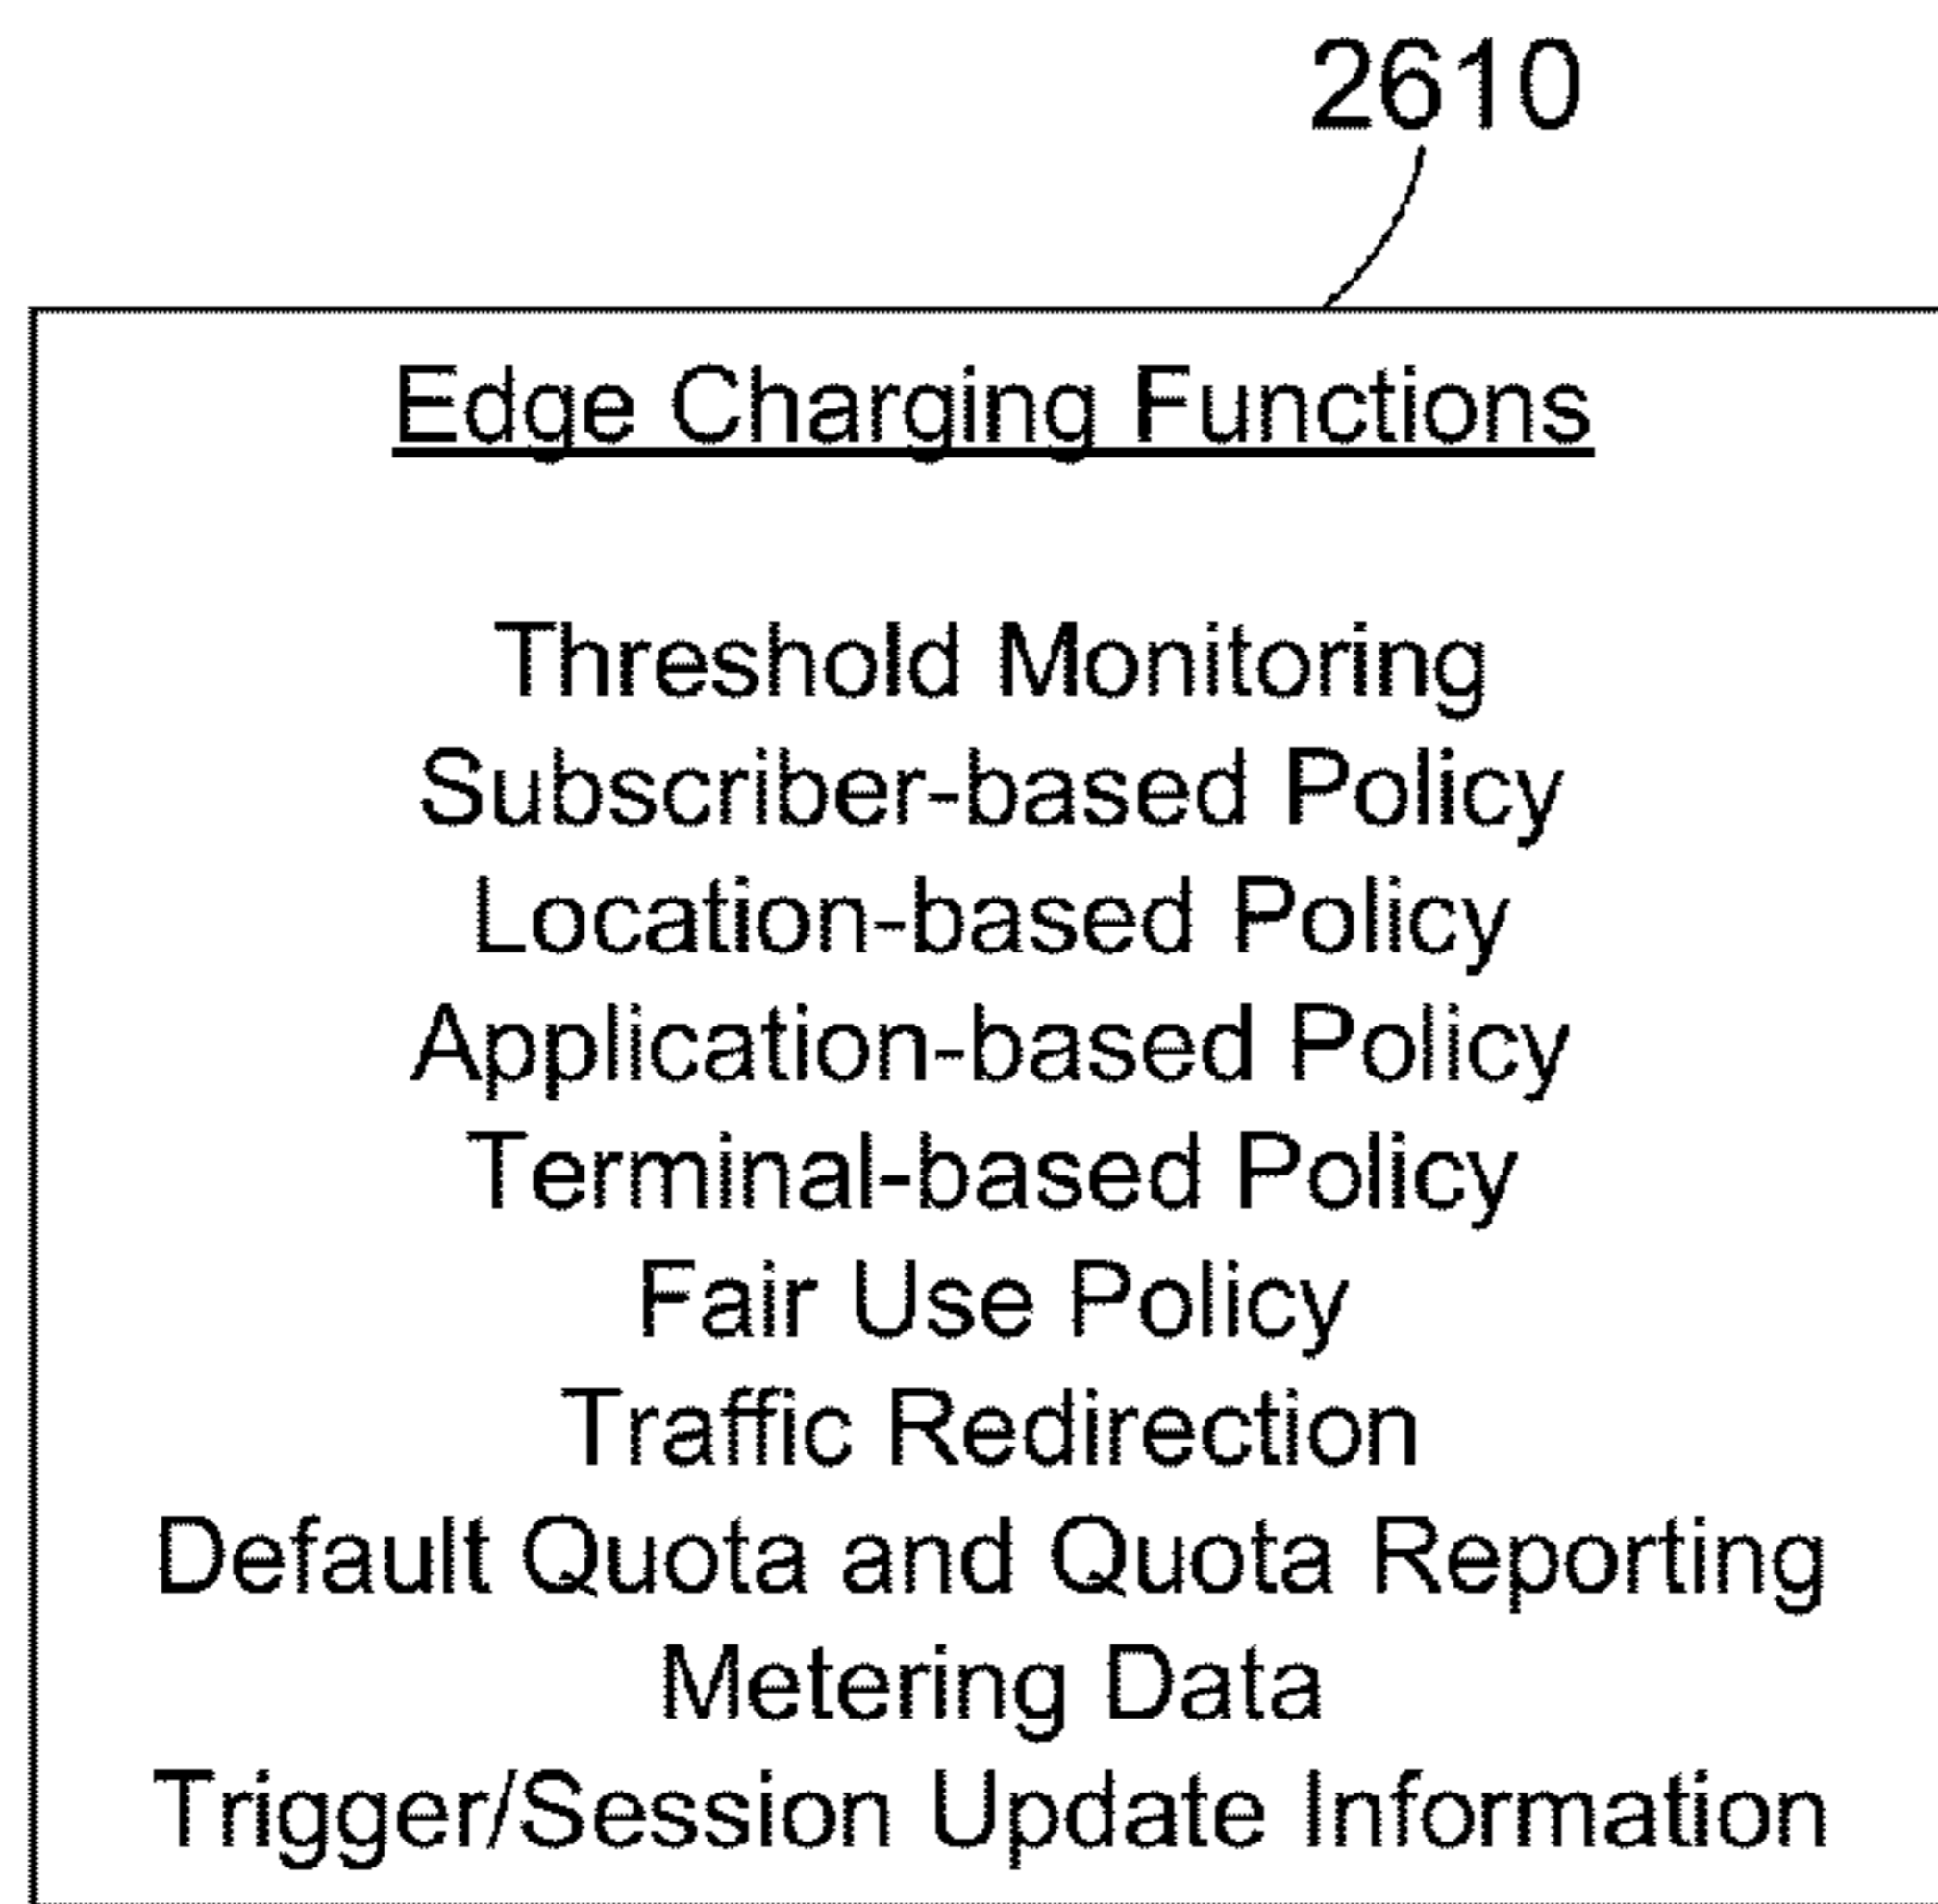 2610
Edge Charging Functions
Threshold Monitoring
Subscriber-based Policy
Location-based Policy
Application-based Policy
Terminal-based Policy
Fair Use Policy
Traffic Redirection
Default Quota and Quota Reporting
Metering Data
Trigger/Session Update Information